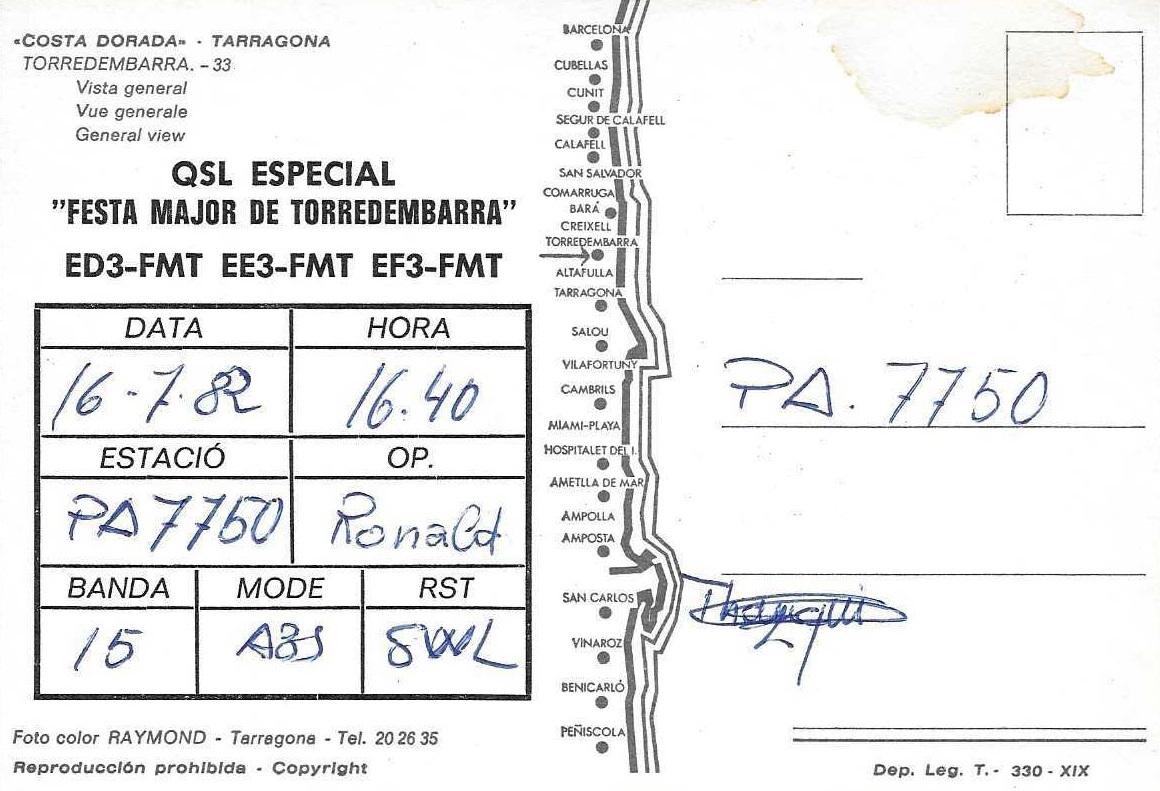 «COSTA DORADA» - TARRAGONA
TORREDEMBARRA. - 33
Vista general
Vue generale
General view
QSL ESPECIAL
"FESTA MAJOR DE TORREDEMBARRA"
ED3-FMT EE3-FMT EF3-FMT
DATA HORA
16-7-82 16.40
ESTACIÓ OP.
PA7750 Ronald
BANDA MODE RST
15 A3J SWL
Foto color RAYMOND - Tarragona - Tel. 20 26 35
Reproducción prohibida - Copyright
BARCELONA
CUBELLAS
CUNIT
SEGUR DE CALAFELL
CALAFELL
SAN SALVADOR
COMARRUGA
BARÁ
CREIXELL
TORREDEMBARRA
ALTAFULLA
TARRAGONA
SALOU
VILAFORTUNY
CAMBRILS
MIAMI-PLAYA
HOSPITALET DEL I.
AMETLLA DE MAR
AMPOLLA
AMPOSTA
SAN CARLOS
VINAROZ
BENICARLÓ
PEÑISCOLA
PA. 7750
Dep. Leg. T.- 330 - XIX